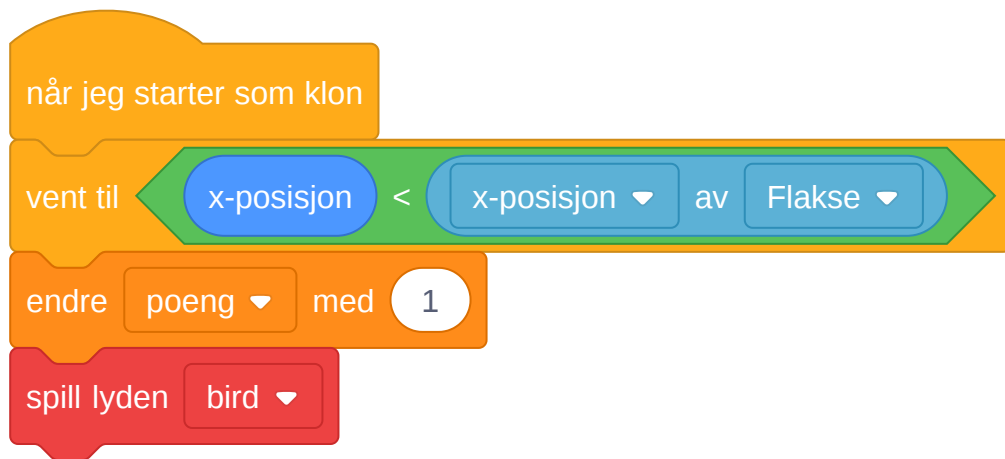 når jeg starter som klon
vent til x-posisjon < x-posisjon av Flakse
endre poeng med 1
spill lyden bird